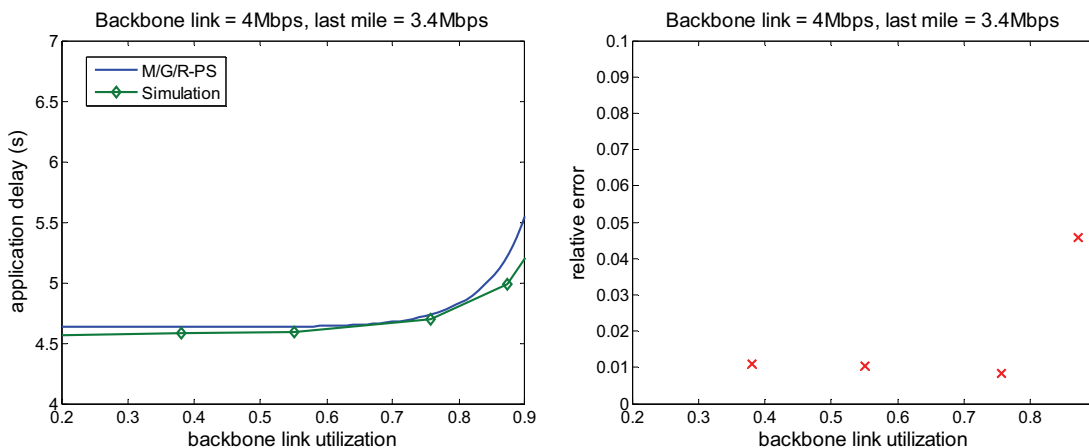 Backbone link = 4Mbps, last mile = 3.4Mbps
7
6.5
6
5.5
5
4.5
4
application delay (s)
M/G/R-PS
Simulation
0.2 0.3 0.4 0.5 0.6 0.7 0.8 0.9
backbone link utilization
Backbone link = 4Mbps, last mile = 3.4Mbps
0.1
0.09
0.08
0.07
0.06
0.05
0.04
0.03
0.02
0.01
0
relative error
0.2 0.3 0.4 0.5 0.6 0.7 0.8
backbone link utilization